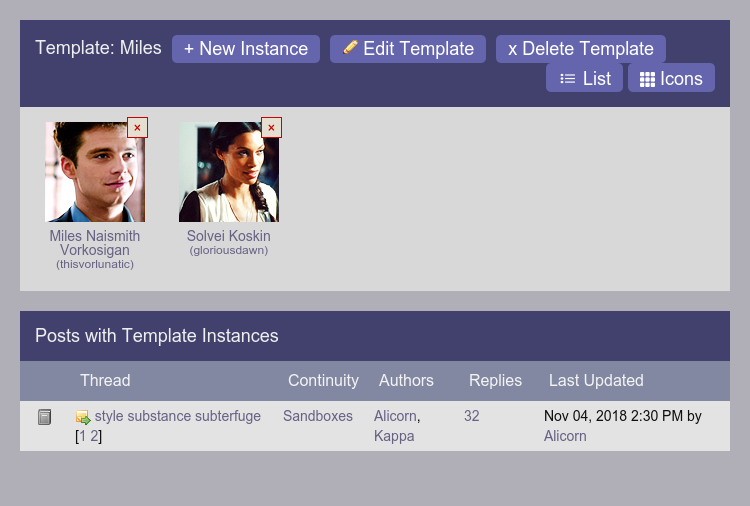 Template: Miles + New Instance Edit Template x Delete Template
List Icons
x x
Miles Naismith
Vorkosigan
(thisvorlunatic)
Solvei Koskin
(gloriousdawn)
Posts with Template Instances
Thread Continuity Authors Replies Last Updated
style substance subterfuge Sandboxes Alicorn, 32 Nov 04, 2018 2:30 PM by
[1 2] Kappa Alicorn